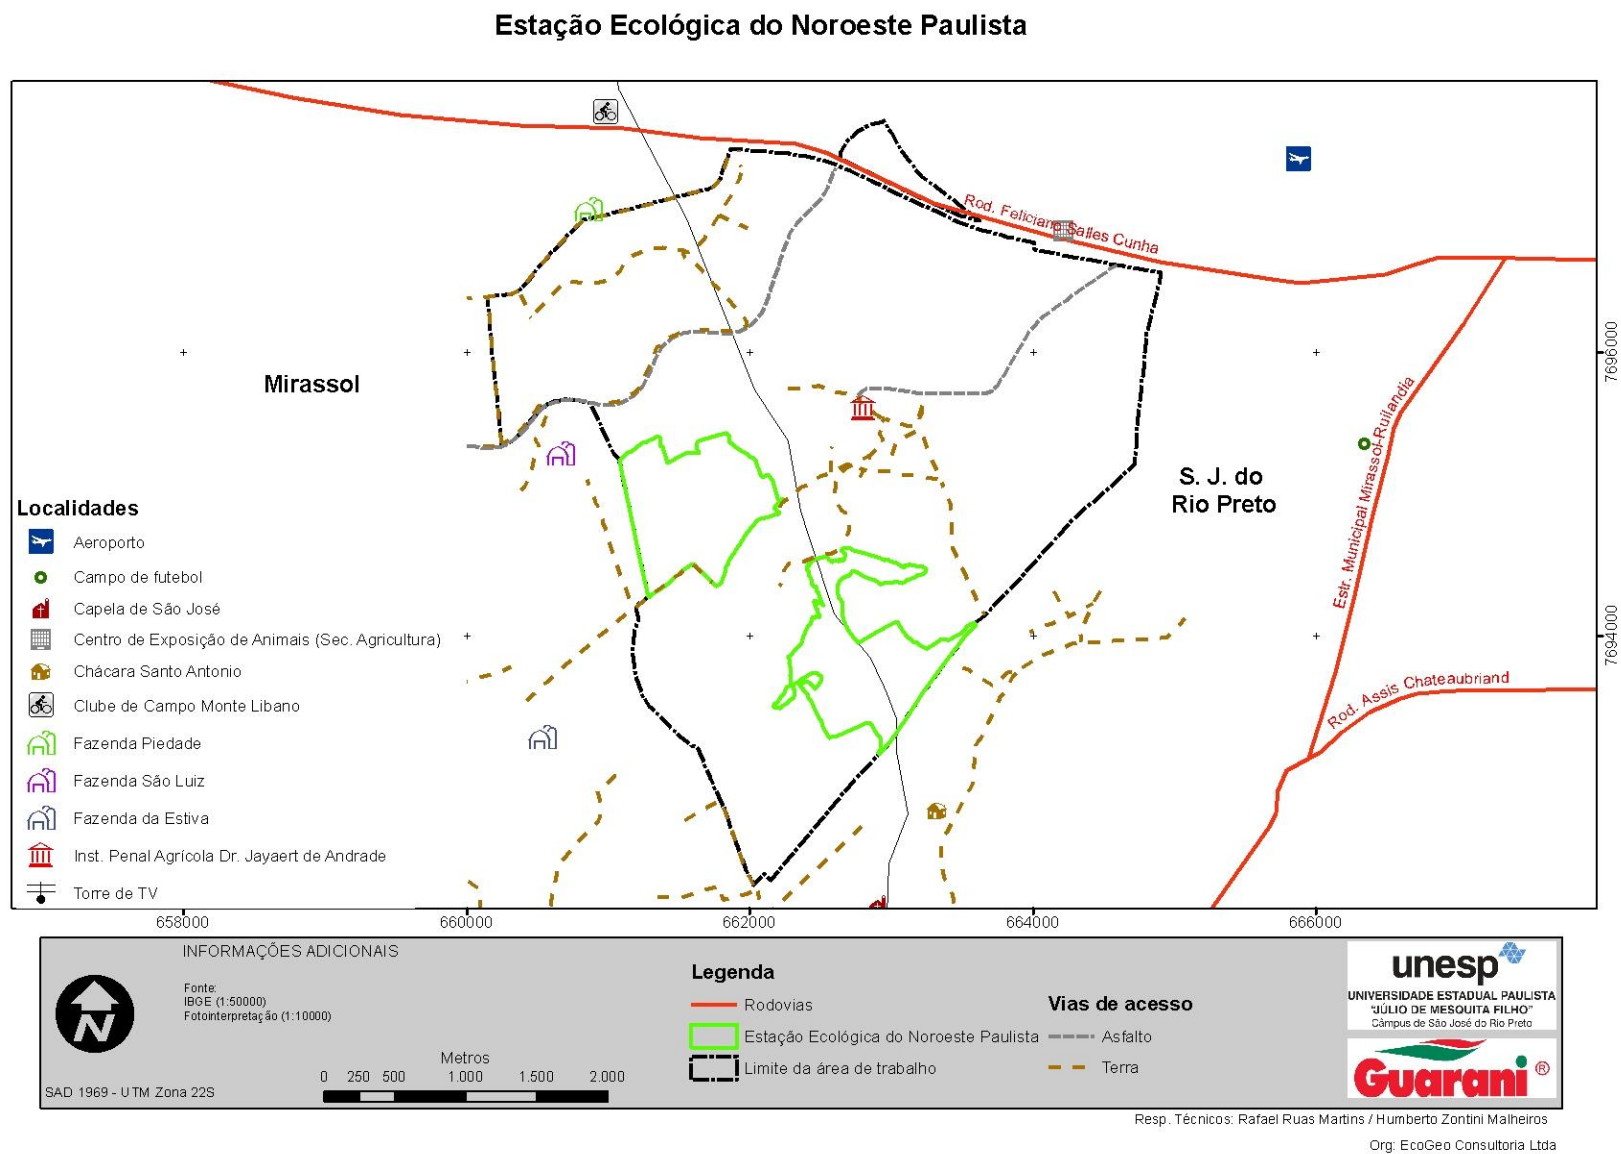 Estação Ecológica do Noroeste Paulista
Rod. Feliciano Salles Cunha
Mirassol
7696000
Estr. Municipal Mirassol-Ruilandia
S. J. do
Rio Preto
Localidades
Aeroporto
Campo de futebol
Capela de São José
Centro de Exposição de Animais (Sec. Agricultura)
Chácara Santo Antonio
Clube de Campo Monte Libano
Fazenda Piedade
Fazenda São Luiz
Fazenda da Estiva
Inst. Penal Agrícola Dr. Jayaert de Andrade
Torre de TV
7694000
Rod. Assis Chateaubriand
658000
660000
662000
664000
666000
INFORMAÇÕES ADICIONAIS
Fonte:
IBGE (1:50000)
Fotointerpretação (1:10000)
N
SAD 1969 - UTM Zona 22S
Metros
0 250 500 1.000 1.500 2.000
Legenda
Rodovias
Estação Ecológica do Noroeste Paulista
Limite da área de trabalho
Vias de acesso
Asfalto
Terra
unesp
UNIVERSIDADE ESTADUAL PAULISTA
"JÚLIO DE MESQUITA FILHO"
Câmpus de São José do Rio Preto
Guarani ®
Resp. Técnicos: Rafael Ruas Martins / Humberto Zontini Malheiros
Org: EcoGeo Consultoria Ltda